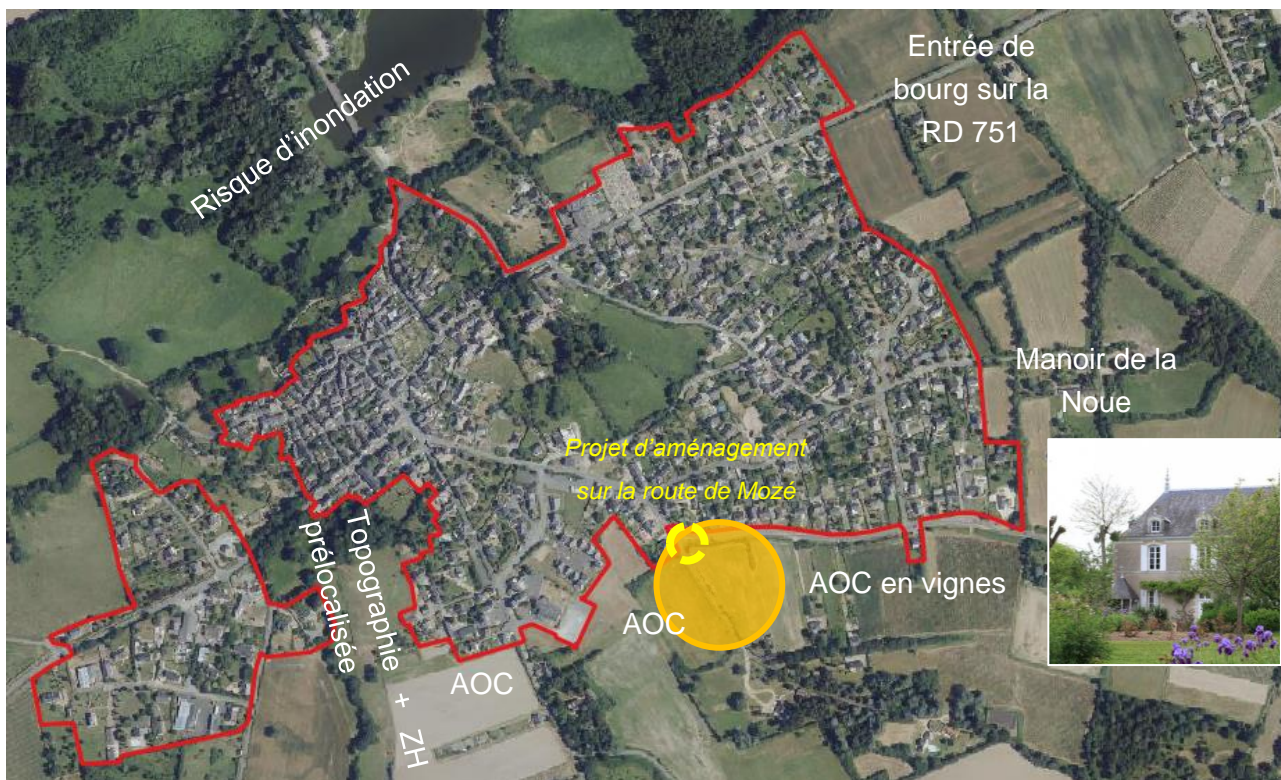 Entrée de
bourg sur la
RD 751
Risque d'inondation
Manoir de la
Noue
Projet d'aménagement
sur la route de Mozé
AOC en vignes
AOC
AOC
Topographie + ZH
prélocalisée